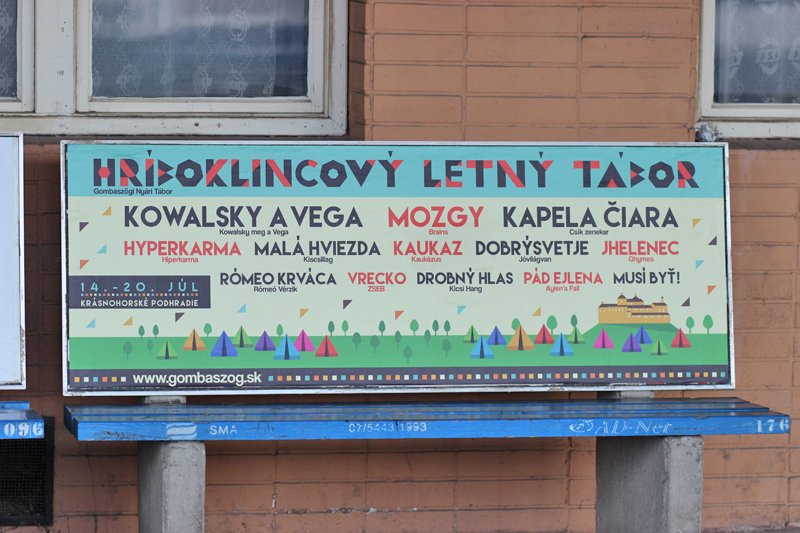 HRÍBOKLINCOVÝ LETNÝ TÁBOR
Gombaszögi Nyári Tábor
KOWALSKY A VEGA MOZGY KAPELA ČIARA
Kowalsky meg a Vega Brains Csík zenekar
HYPERKARMA MALÁ HVIEZDA KAUKAZ DOBRÝSVETJE JHELENEC
Hiperkarma Kiscsillag Kaukázus Jóvilágvan Ghymes
RÓMEO KRVÁCA VRECKO DROBNÝ HLAS PÁD EJLENA MUSÍ BYŤ!
Rómeó Vérzik ZSEB Kicsi Hang Aylen's Fall
14.-20. JÚL
KRÁSNOHORSKÉ PODHRADIE
www.gombaszog.sk
096 SMA 07/5443 1993 AD-Net 176